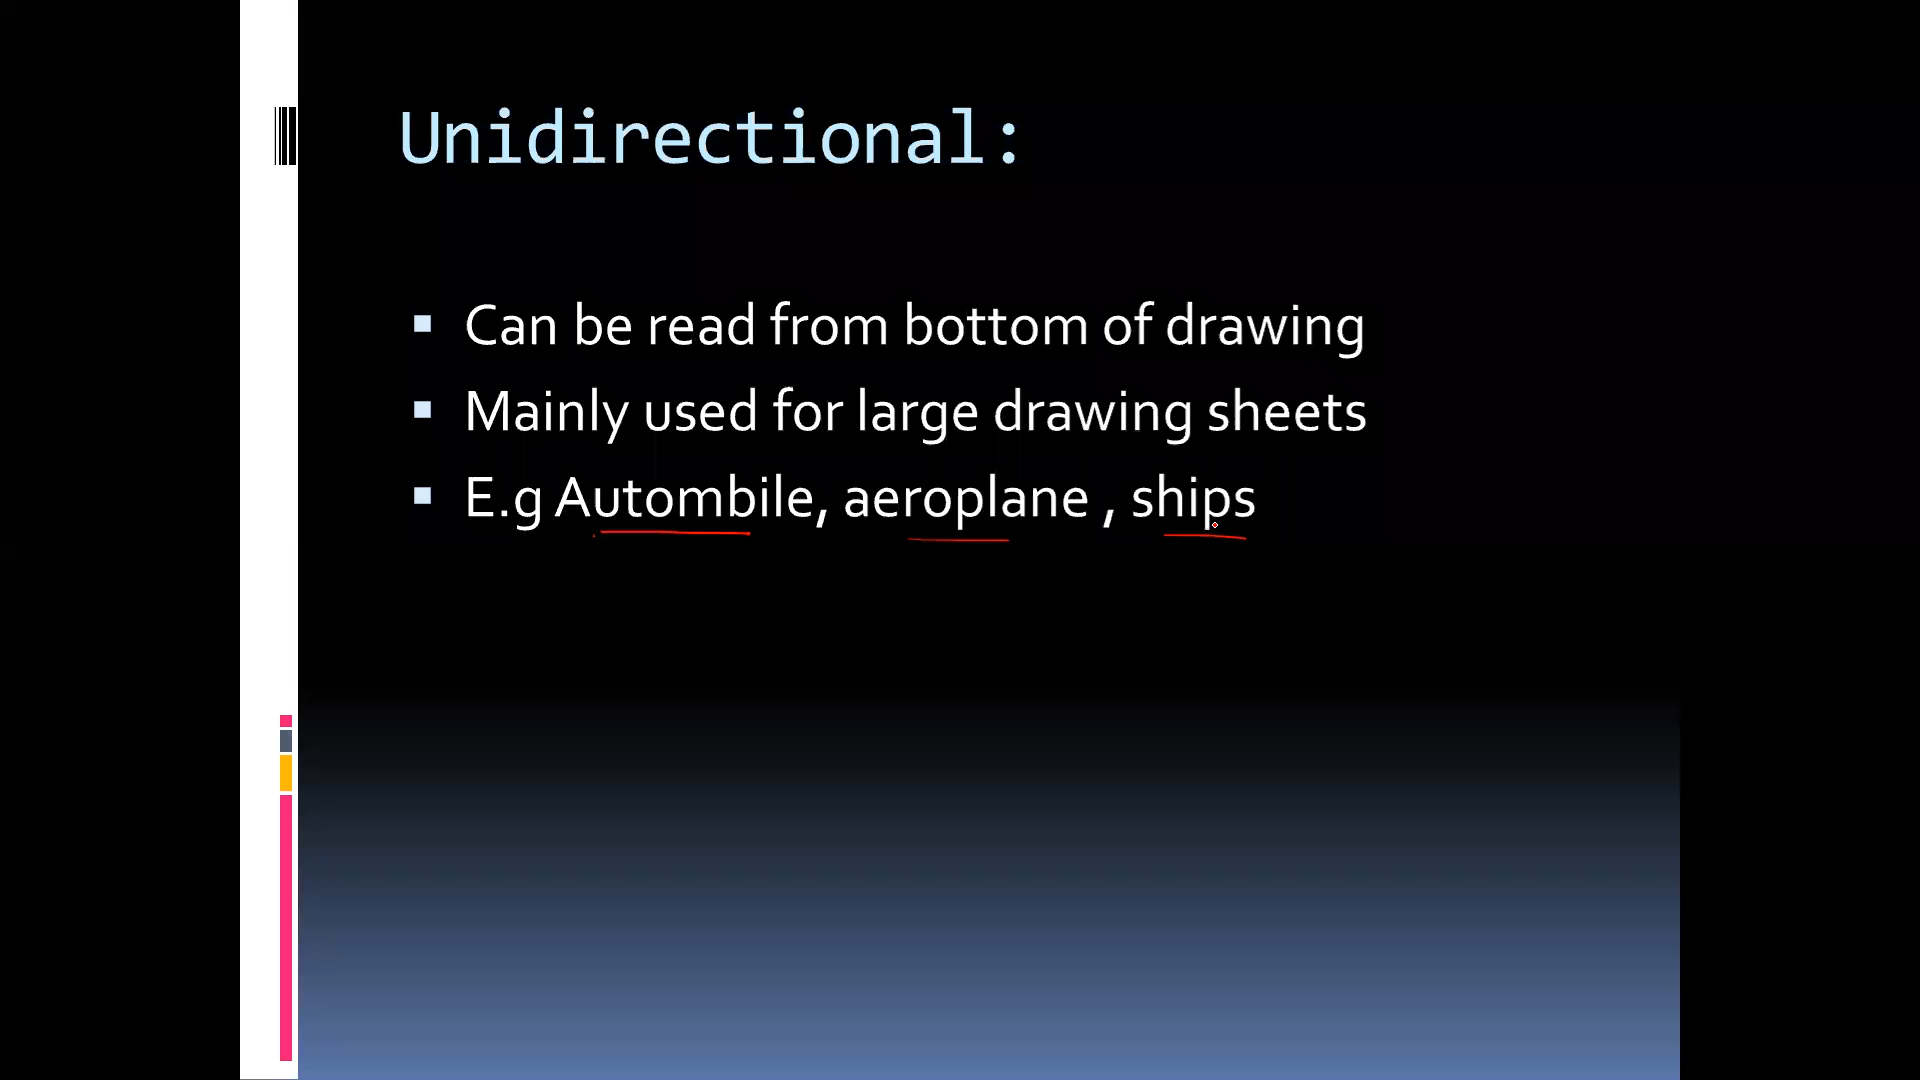 Unidirectional:
Can be read from bottom of drawing
Mainly used for large drawing sheets
E.g Autombile, aeroplane , ships